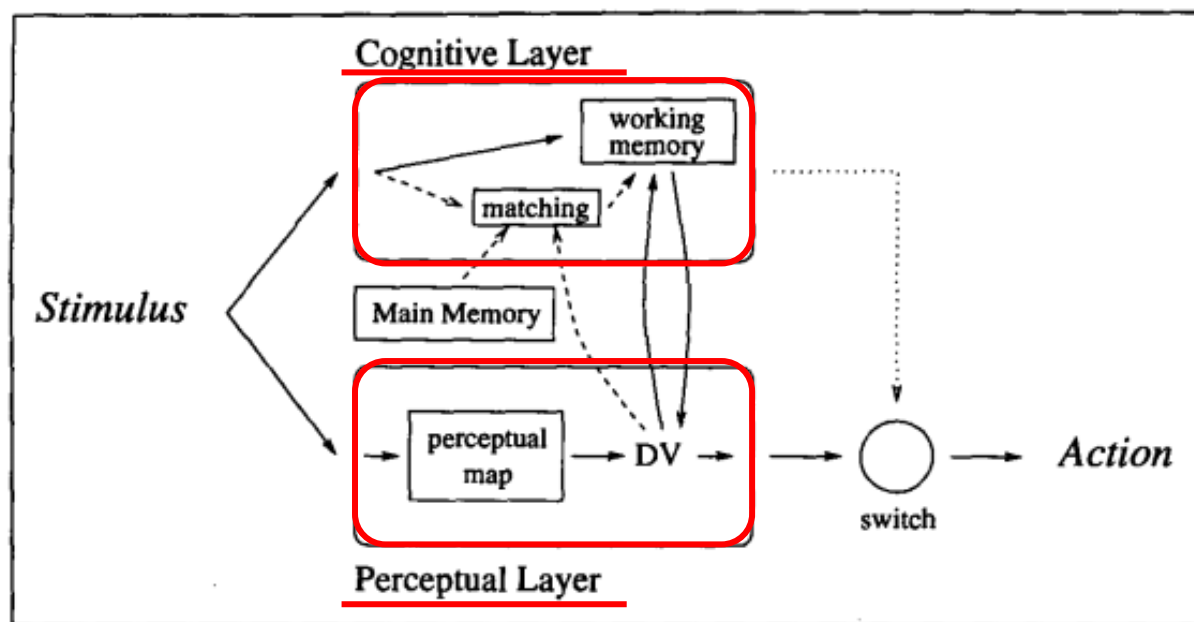 Cognitive Layer
working
memory
matching
Stimulus
Main Memory
perceptual
map
DV
Action
switch
Perceptual Layer